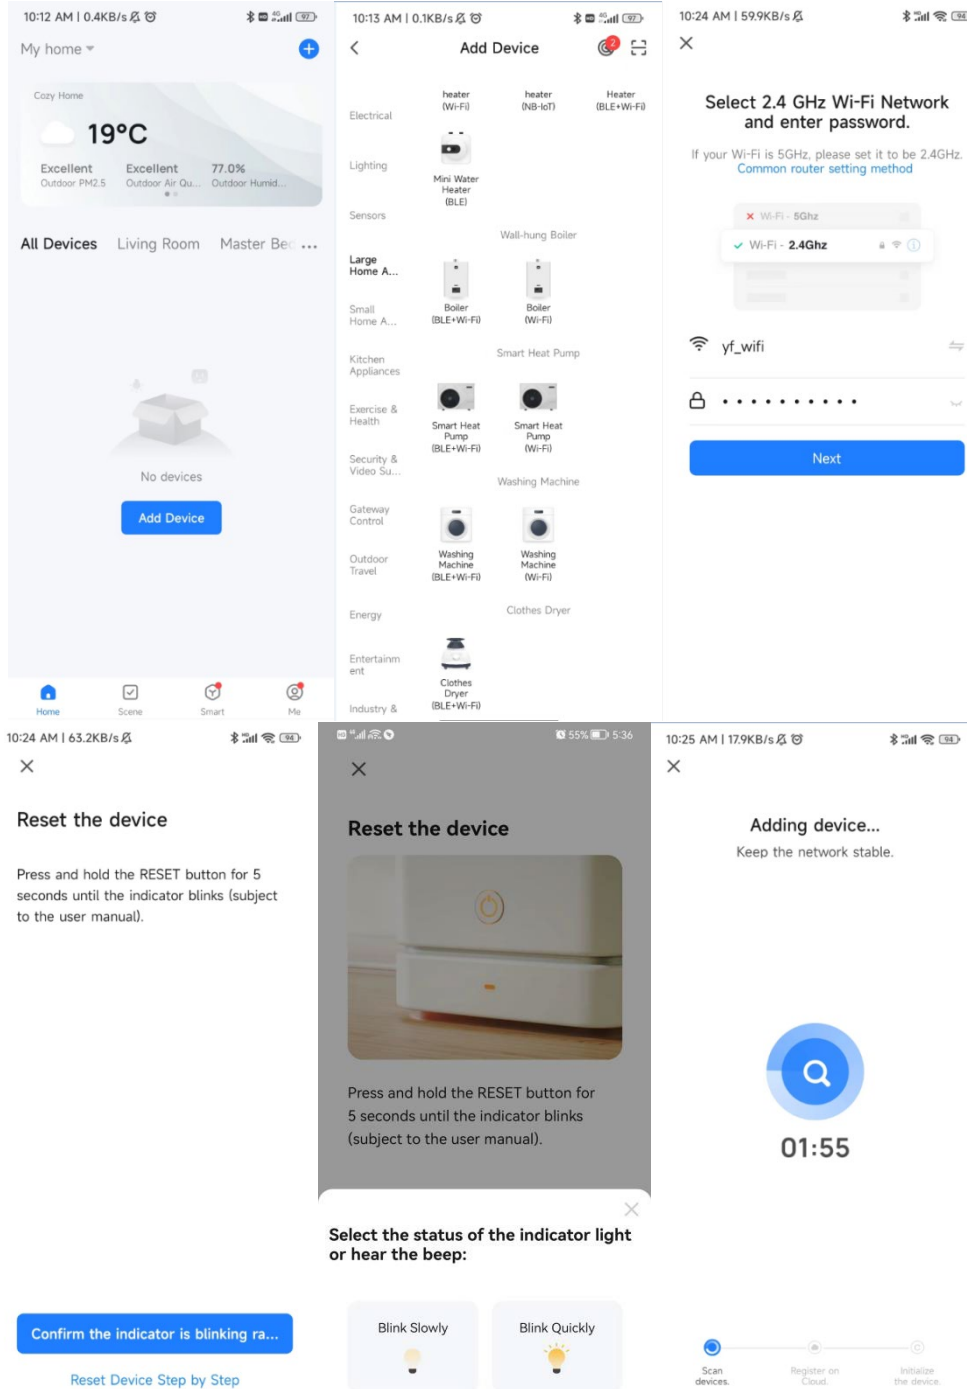 10:12 AM | 0.4KB/s
97
My home
Cozy Home
19°C
Excellent Excellent 77.0%
Outdoor PM2.5 Outdoor Air Qu... Outdoor Humid...
All Devices Living Room Master Bec ...
No devices
Add Device
Home Scene Smart Me
10:13 AM | 0.1KB/s
97
Add Device
2
heater
(Wi-Fi)
heater
(NB-IoT)
Heater
(BLE+Wi-Fi)
Electrical
Lighting
Mini Water
Heater
(BLE)
Sensors
Wall-hung Boiler
Large
Home A...
Small
Home A...
Boiler
(BLE+Wi-Fi)
Boiler
(Wi-Fi)
Kitchen
Appliances
Smart Heat Pump
Exercise &
Health
Smart Heat
Pump
(BLE+Wi-Fi)
Smart Heat
Pump
(Wi-Fi)
Security &
Video Su...
Washing Machine
Gateway
Control
Outdoor
Travel
Washing
Machine
(BLE+Wi-Fi)
Washing
Machine
(Wi-Fi)
Energy
Clothes Dryer
Entertainm
ent
Clothes
Dryer
(BLE+Wi-Fi)
Industry &
10:24 AM | 59.9KB/s
94
Select 2.4 GHz Wi-Fi Network
and enter password.
If your Wi-Fi is 5GHz, please set it to be 2.4GHz.
Common router setting method
Wi-Fi - 5Ghz
Wi-Fi - 2.4Ghz
yf_wifi
Next
10:24 AM | 63.2KB/s
94
Reset the device
Press and hold the RESET button for 5
seconds until the indicator blinks (subject
to the user manual).
Confirm the indicator is blinking ra...
Reset Device Step by Step
55% 5:36
Reset the device
Press and hold the RESET button for
5 seconds until the indicator blinks
(subject to the user manual).
Select the status of the indicator light
or hear the beep:
Blink Slowly
Blink Quickly
10:25 AM | 17.9KB/s
94
Adding device...
Keep the network stable.
01:55
Scan
devices.
Register on
Cloud.
Initialize
the device.